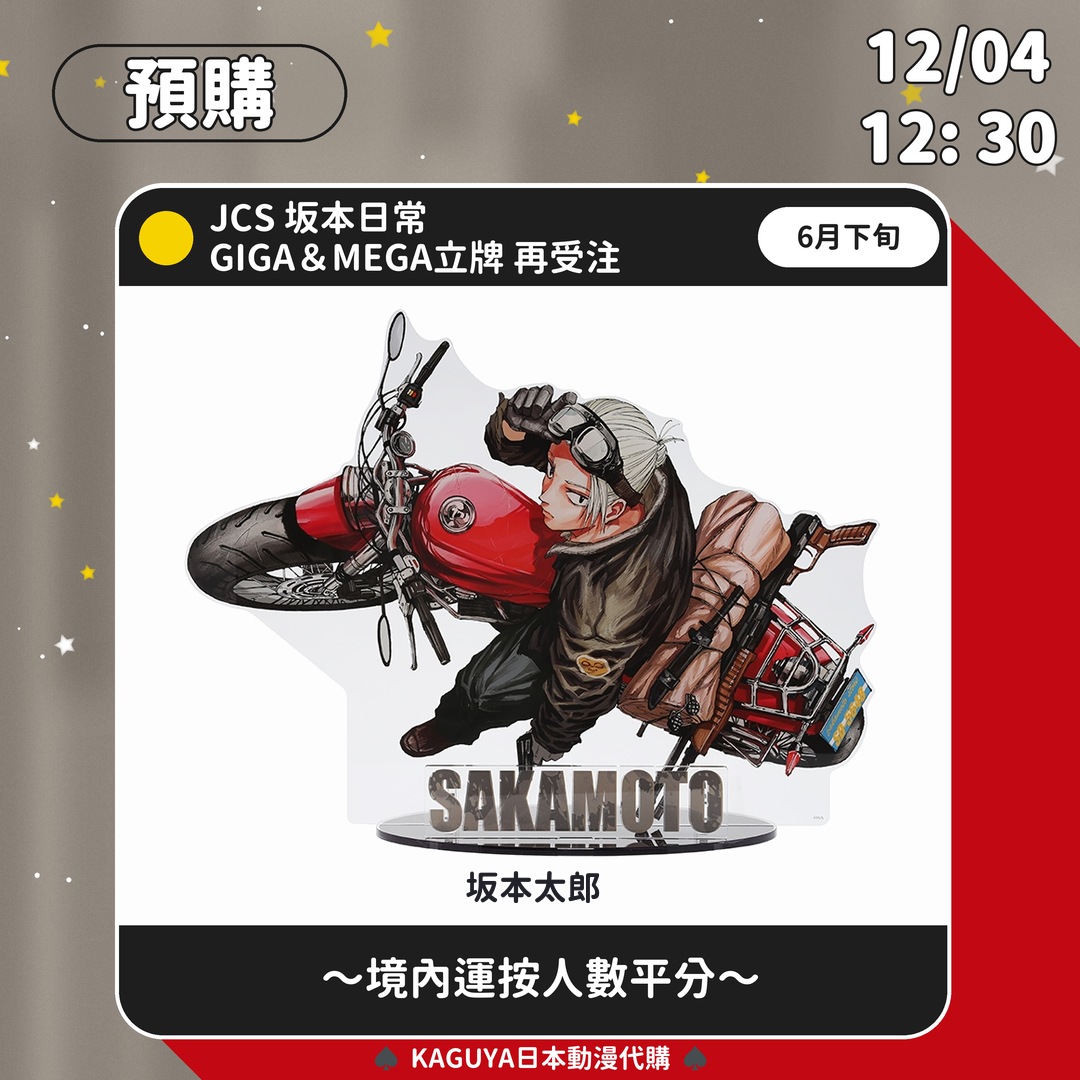 預購
12/04
12: 30
JCS 坂本日常
GIGA＆MEGA立牌 再受注
6月下旬
SAKAMOTO
坂本太郎
～境內運按人數平分～
KAGUYA日本動漫代購